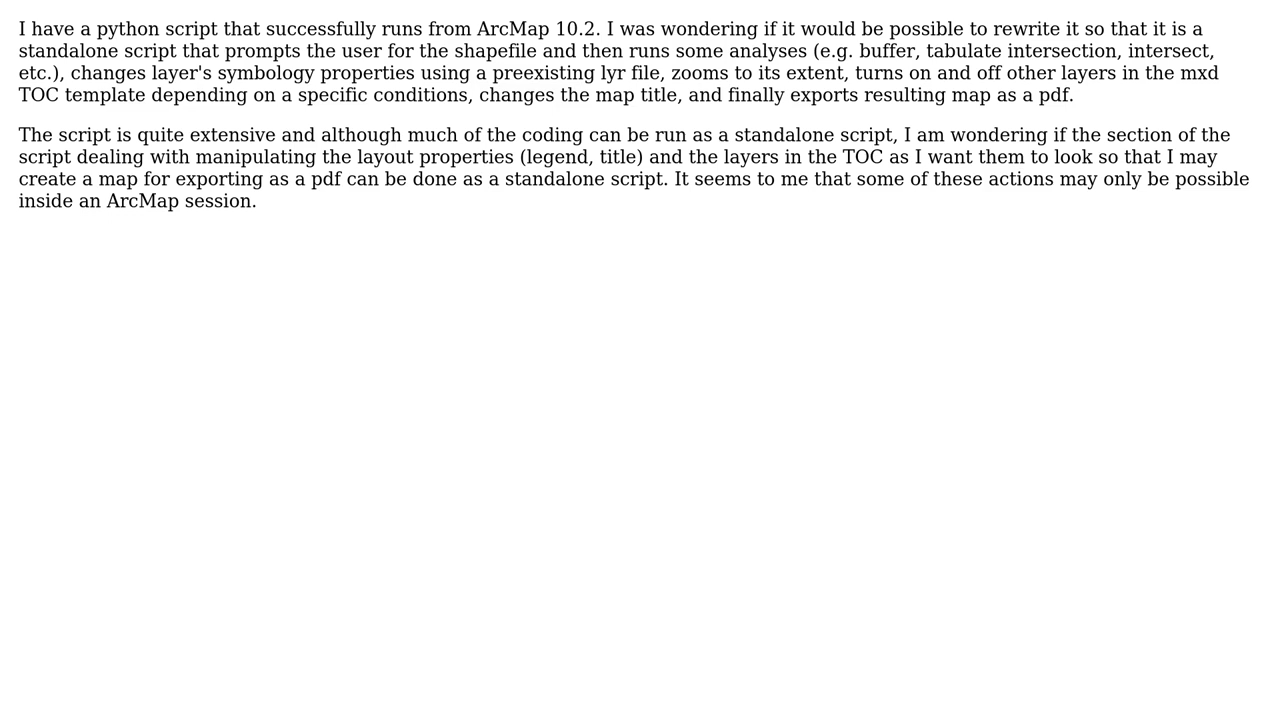 I have a python script that successfully runs from ArcMap 10.2. I was wondering if it would be possible to rewrite it so that it is a
standalone script that prompts the user for the shapefile and then runs some analyses (e.g. buffer, tabulate intersection, intersect,
etc.), changes layer's symbology properties using a preexisting lyr file, zooms to its extent, turns on and off other layers in the mxd
TOC template depending on a specific conditions, changes the map title, and finally exports resulting map as a pdf.
The script is quite extensive and although much of the coding can be run as a standalone script, I am wondering if the section of the
script dealing with manipulating the layout properties (legend, title) and the layers in the TOC as I want them to look so that I may
create a map for exporting as a pdf can be done as a standalone script. It seems to me that some of these actions may only be possible
inside an ArcMap session.